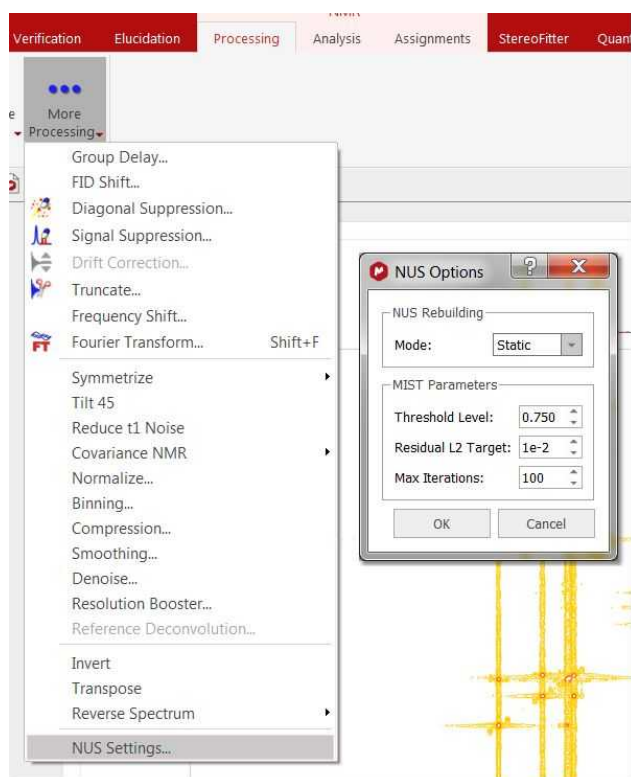 Verification Elucidation Processing Analysis Assignments StereoFitter
More
Processing
Group Delay...
FID Shift...
Diagonal Suppression...
Signal Suppression...
Drift Correction...
Truncate...
Frequency Shift...
FT Fourier Transform... Shift+F
Symmetrize
Tilt 45
Reduce t1 Noise
Covariance NMR
Normalize...
Binning...
Compression...
Smoothing...
Denoise...
Resolution Booster...
Reference Deconvolution...
Invert
Transpose
Reverse Spectrum
NUS Settings...
NUS Options
NUS Rebuilding
Mode: Static
MIST Parameters
Threshold Level: 0.750
Residual L2 Target: 1e-2
Max Iterations: 100
OK Cancel